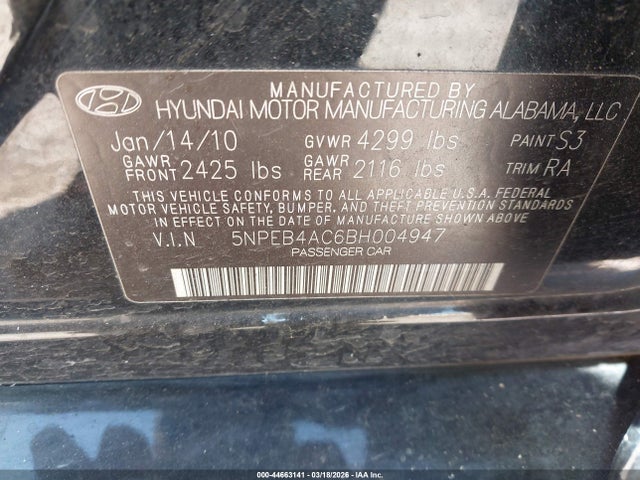 MANUFACTURED BY
HYUNDAI MOTOR MANUFACTURING ALABAMA, LLC
Jan/14/10 GVWR 4299 lbs PAINT S3
GAWR FRONT 2425 lbs GAWR REAR 2116 lbs TRIM RA
THIS VEHICLE CONFORMS TO ALL APPLICABLE U.S.A. FEDERAL
MOTOR VEHICLE SAFETY, BUMPER, AND THEFT PREVENTION STANDARDS
IN EFFECT ON THE DATE OF MANUFACTURE SHOWN ABOVE
V.I.N 5NPEB4AC6BH004947
PASSENGER CAR
000-44663141 | 03/18/2026 - IAA Inc.